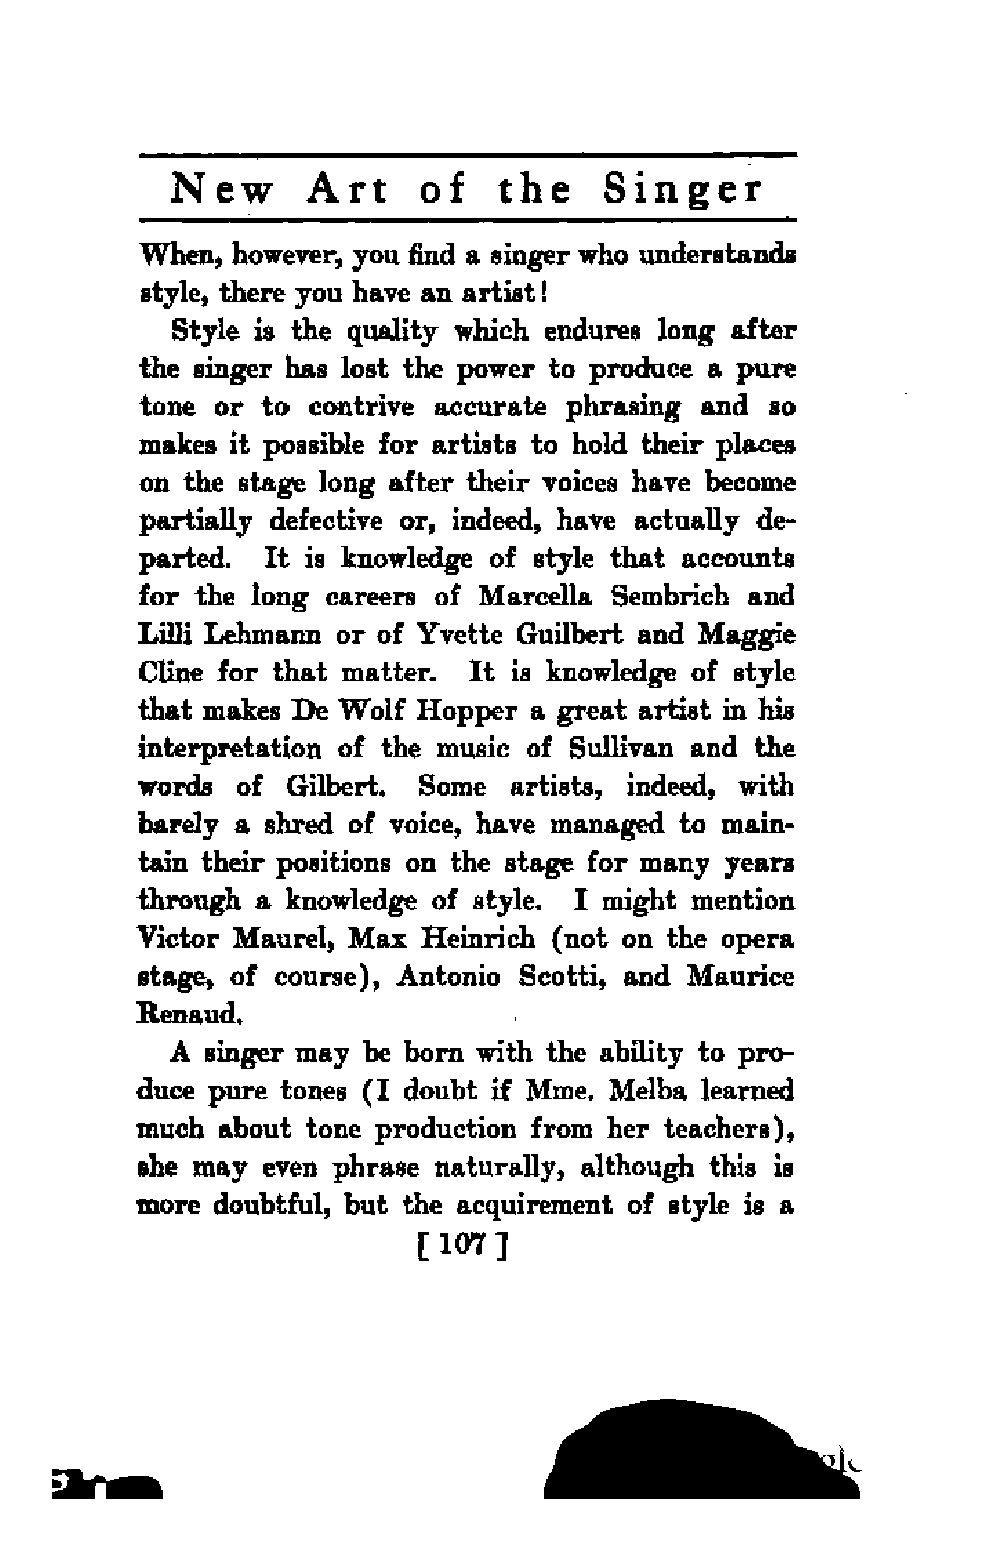 New Art of the Singer
When, however, you find a singer who understands
style, there you have an artist!
Style is the quality which endures long after
the singer has lost the power to produce a pure
tone or to contrive accurate phrasing and so
makes it possible for artists to hold their places
on the stage long after their voices have become
partially defective or, indeed, have actually de-
parted. It is knowledge of style that accounts
for the long careers of Marcella Sembrich and
Lilli Lehmann or of Yvette Guilbert and Maggie
Cline for that matter. It is knowledge of style
that makes De Wolf Hopper a great artist in his
interpretation of the music of Sullivan and the
words of Gilbert. Some artists, indeed, with
barely a shred of voice, have managed to main-
tain their positions on the stage for many years
through a knowledge of style. I might mention
Victor Maurel, Max Heinrich (not on the opera
stage, of course), Antonio Scotti, and Maurice
Renaud.
A singer may be born with the ability to pro-
duce pure tones (I doubt if Mme. Melba learned
much about tone production from her teachers),
she may even phrase naturally, although this is
more doubtful, but the acquirement of style is a
[107]